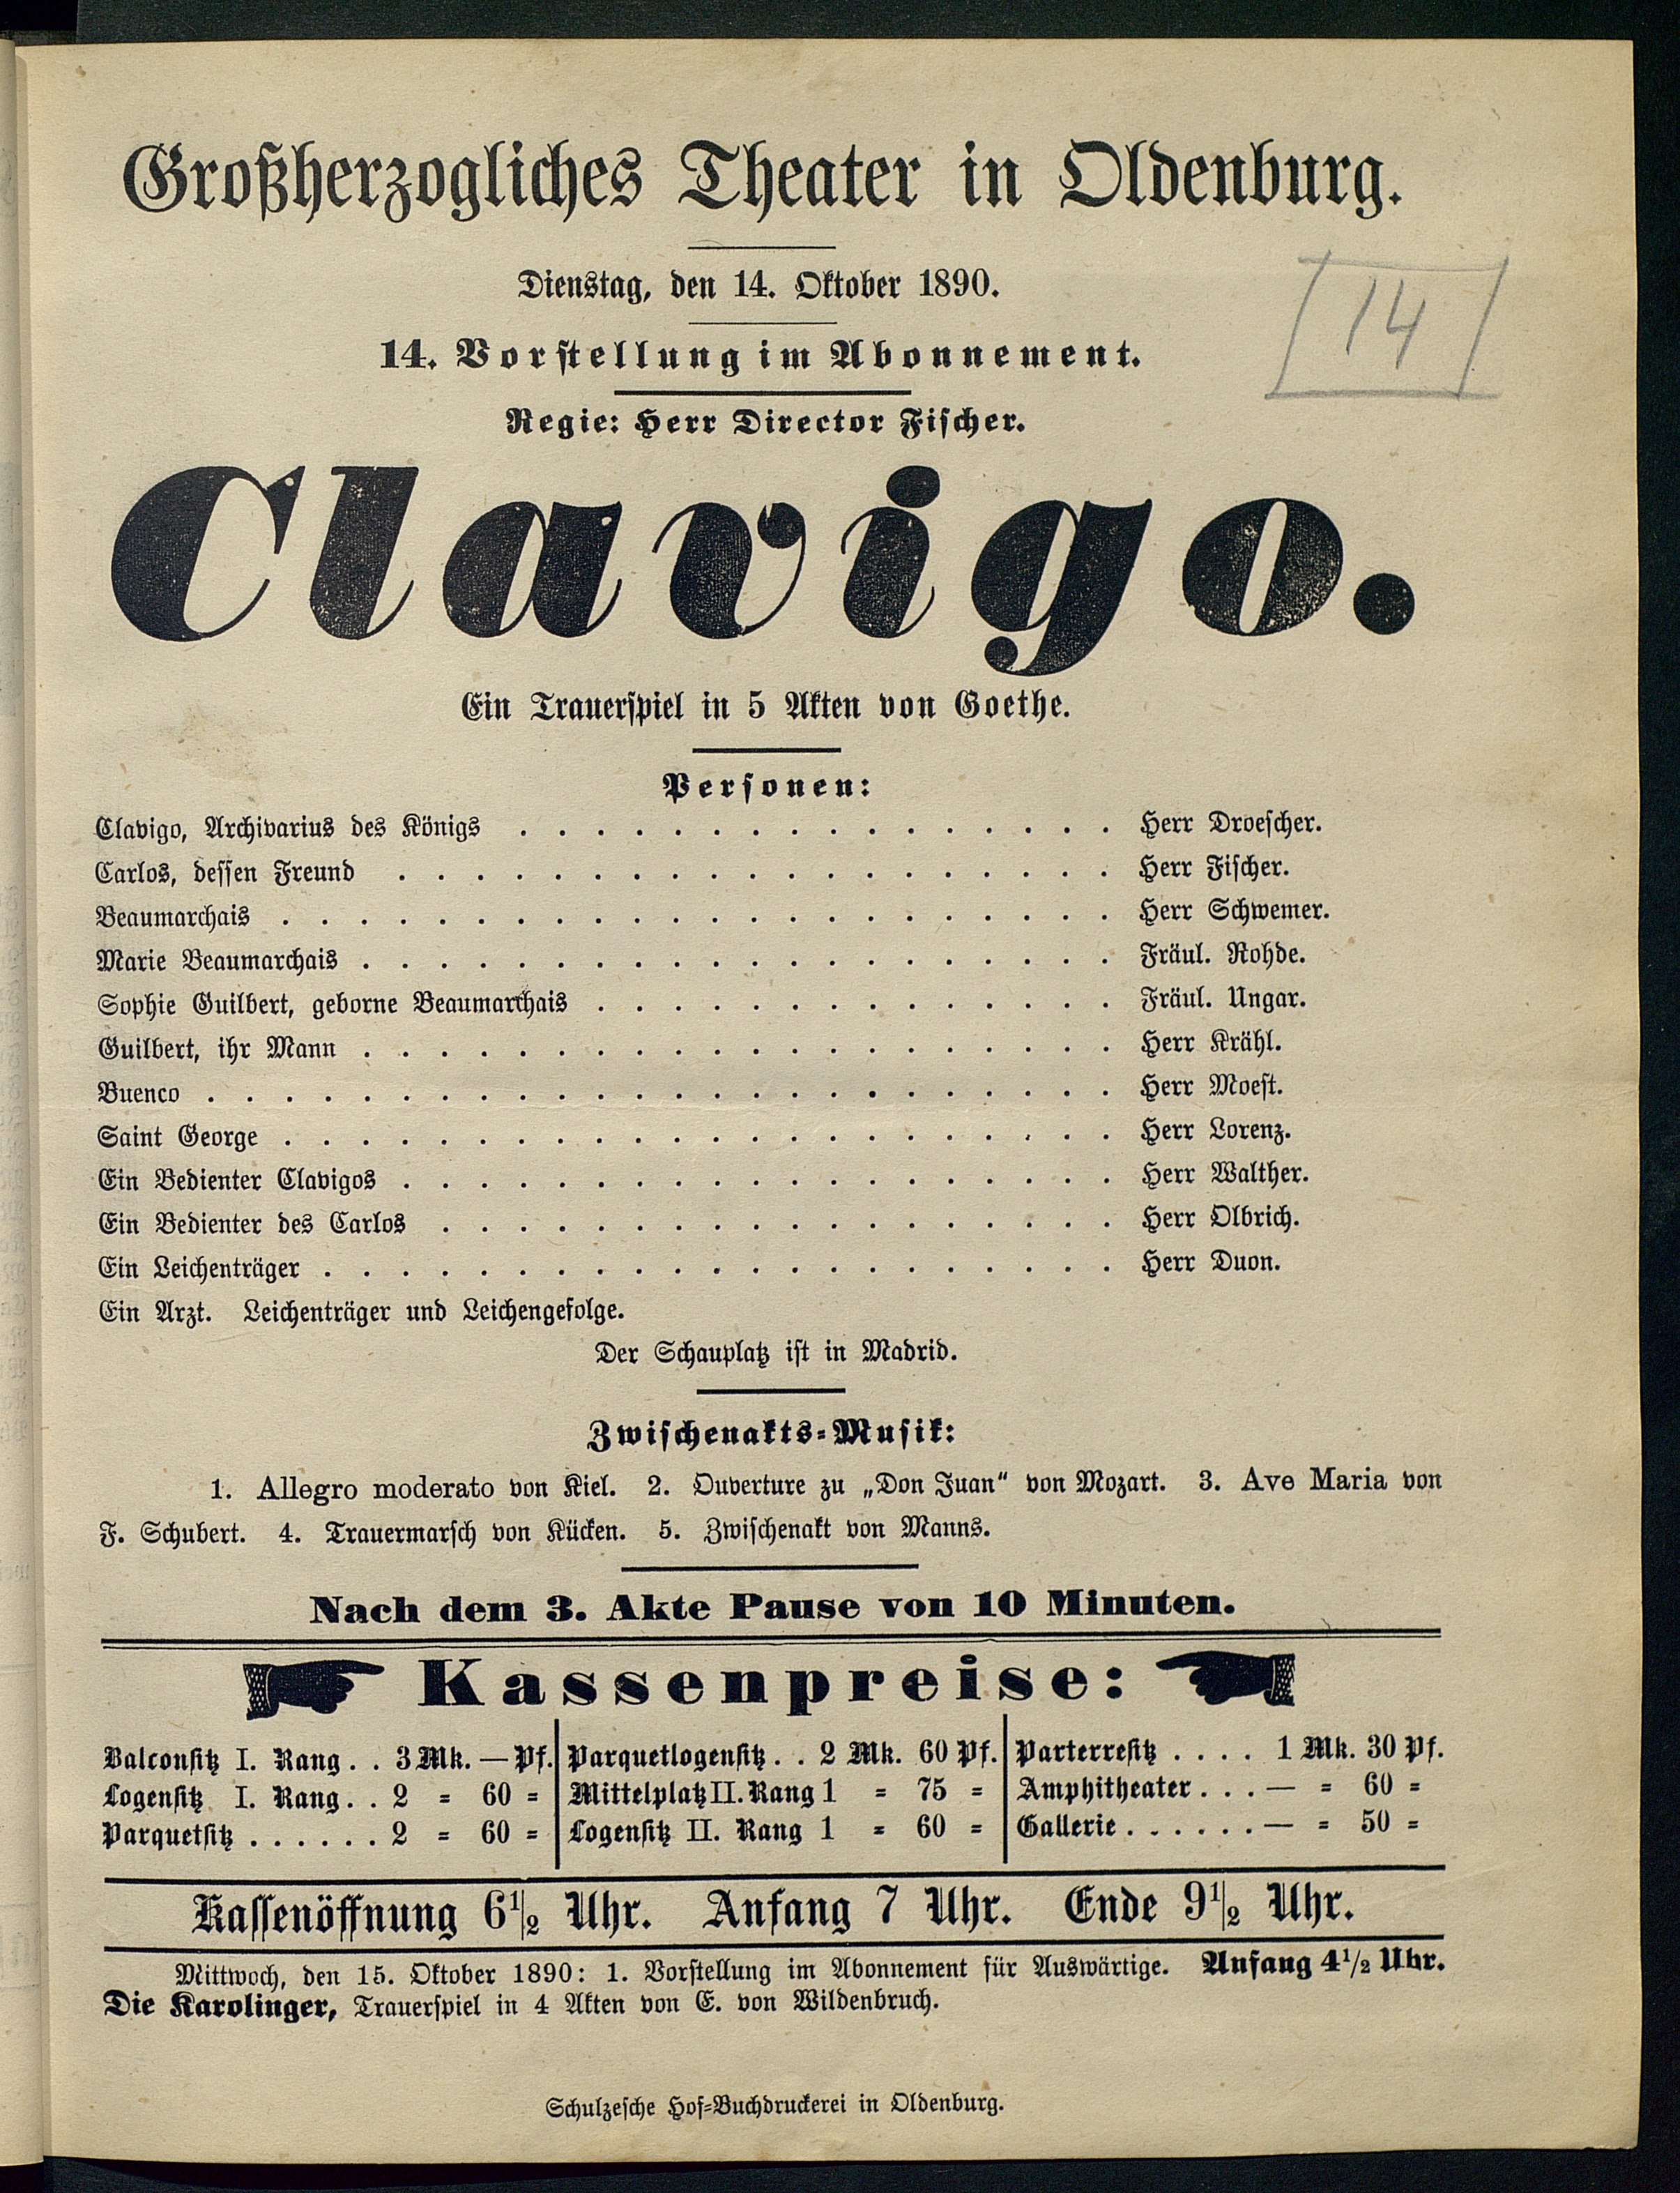 Großherzogliches Theater in Oldenburg.
Dienstag, den 14. Oktober 1890.
14
14. Vorstellung im Abonnement.
Regie: Herr Director Fischer.
Clavigo.
Ein Trauerspiel in 5 Akten von Goethe.
Personen:
Clavigo, Archivarius des Königs . . . . . . . . . . . . . . . . Herr Droescher.
Carlos, dessen Freund . . . . . . . . . . . . . . . . . . . Herr Fischer.
Beaumarchais . . . . . . . . . . . . . . . . . . . . . . Herr Schwemer.
Marie Beaumarchais . . . . . . . . . . . . . . . . . . . . Fräul. Rohde.
Sophie Guilbert, geborne Beaumarchais . . . . . . . . . . . . . . Fräul. Ungar.
Guilbert, ihr Mann . . . . . . . . . . . . . . . . . . . . Herr Krähl.
Buenco . . . . . . . . . . . . . . . . . . . . . . . . Herr Moest.
Saint George . . . . . . . . . . . . . . . . . . . . . . Herr Lorenz.
Ein Bedienter Clavigos . . . . . . . . . . . . . . . . . . . Herr Walther.
Ein Bedienter des Carlos . . . . . . . . . . . . . . . . . . Herr Olbrich.
Ein Leichenträger . . . . . . . . . . . . . . . . . . . . . Herr Duon.
Ein Arzt. Leichenträger und Leichengefolge.
Der Schauplatz ist in Madrid.
Zwischenakts-Musik:
1. Allegro moderato von Kiel. 2. Ouverture zu „Don Juan“ von Mozart. 3. Ave Maria von
F. Schubert. 4. Trauermarsch von Kücken. 5. Zwischenakt von Manns.
Nach dem 3. Akte Pause von 10 Minuten.
Kassenpreise:
Balconsitz I. Rang . . 3 Mk. — Pf. Parquetlogensitz . . 2 Mk. 60 Pf. Parterresitz . . . . 1 Mk. 30 Pf.
Logensitz I. Rang . . 2 = 60 = Mittelplatz II. Rang 1 = 75 = Amphitheater . . . — = 60 =
Parquetsitz . . . . . . 2 = 60 = Logensitz II. Rang 1 = 60 = Gallerie . . . . . . — = 50 =
Kassenöffnung 6½ Uhr. Anfang 7 Uhr. Ende 9½ Uhr.
Mittwoch, den 15. Oktober 1890: 1. Vorstellung im Abonnement für Auswärtige. Anfang 4½ Uhr.
Die Karolinger, Trauerspiel in 4 Akten von E. von Wildenbruch.
Schulzesche Hof-Buchdruckerei in Oldenburg.